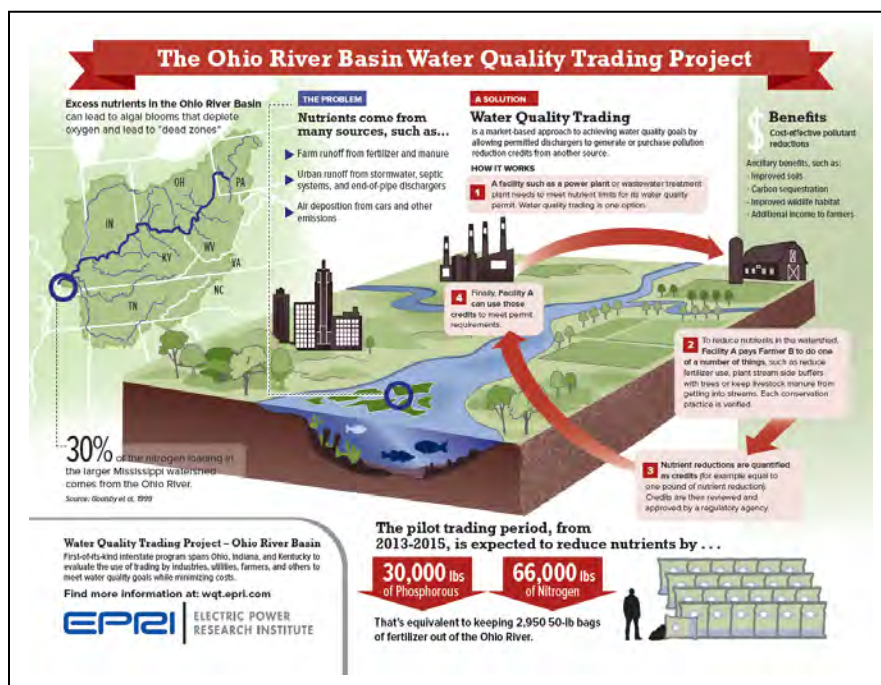 The Ohio River Basin Water Quality Trading Project
Excess nutrients in the Ohio River Basin
can lead to algal blooms that deplete
oxygen and lead to "dead zones"
OH
PA
IN
WV
KY
VA
TN
NC
30% of the nitrogen loading in
the larger Mississippi watershed
comes from the Ohio River.
Source: Goolsby et al, 1999
THE PROBLEM
Nutrients come from
many sources, such as...
Farm runoff from fertilizer and manure
Urban runoff from stormwater, septic
systems, and end-of-pipe dischargers
Air deposition from cars and other
emissions
A SOLUTION
Water Quality Trading
is a market-based approach to achieving water quality goals by
allowing permitted dischargers to generate or purchase pollution
reduction credits from another source.
HOW IT WORKS
1 A facility such as a power plant or wastewater treatment
plant needs to meet nutrient limits for its water quality
permit. Water quality trading is one option.
$
Benefits
Cost-effective pollutant
reductions
Ancillary benefits, such as:
- Improved soils
- Carbon sequestration
- Improved wildlife habitat
- Additional income to farmers
2 To reduce nutrients in the watershed,
Facility A pays Farmer B to do one
of a number of things, such as reduce
fertilizer use, plant stream side buffers
with trees or keep livestock manure from
getting into streams. Each conservation
practice is verified.
3 Nutrient reductions are quantified
as credits (for example equal to
one pound of nutrient reduction).
Credits are then reviewed and
approved by a regulatory agency.
4 Finally, Facility A
can use those
credits to meet permit
requirements.
Water Quality Trading Project – Ohio River Basin
First-of-its-kind interstate program spans Ohio, Indiana, and Kentucky to
evaluate the use of trading by industries, utilities, farmers, and others to
meet water quality goals while minimizing costs.
Find more information at: wqt.epri.com
EPRI
ELECTRIC POWER
RESEARCH INSTITUTE
The pilot trading period, from
2013-2015, is expected to reduce nutrients by . . .
30,000 lbs
of Phosphorous
66,000 lbs
of Nitrogen
That's equivalent to keeping 2,950 50-lb bags
of fertilizer out of the Ohio River.